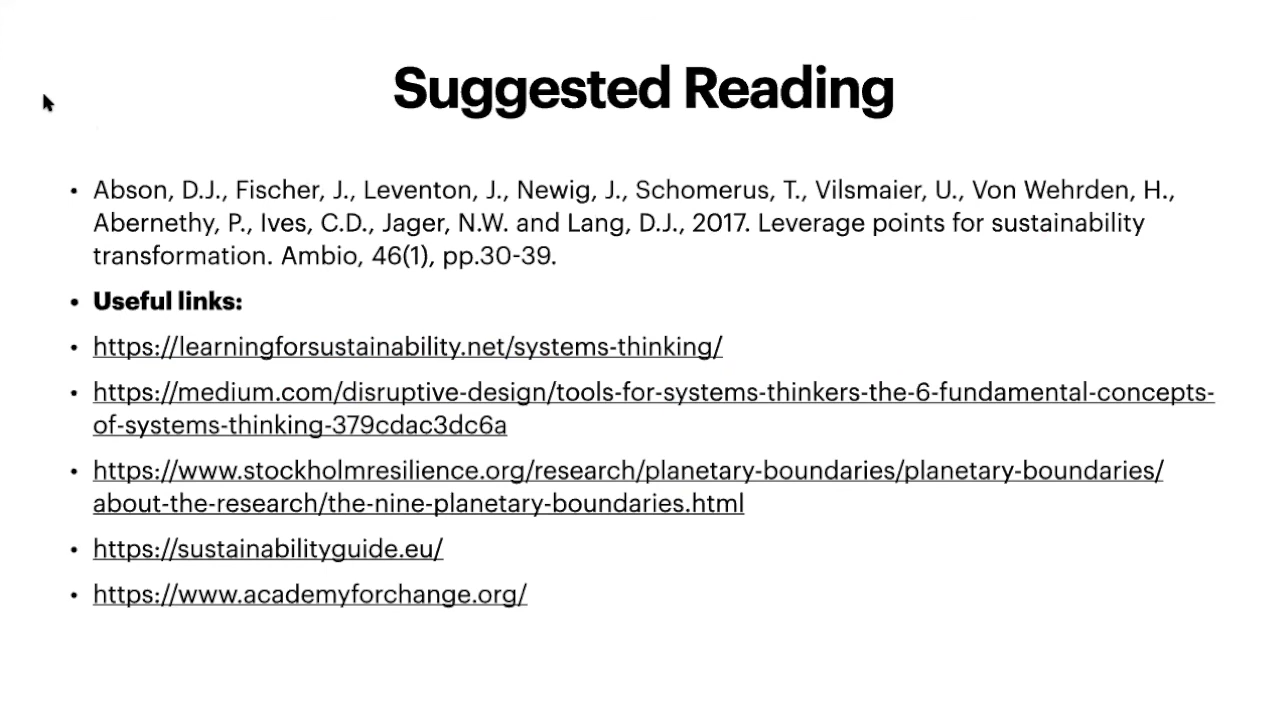 Suggested Reading
• Abson, D.J., Fischer, J., Leventon, J., Newig, J., Schomerus, T., Vilsmaier, U., Von Wehrden, H.,
Abernethy, P., Ives, C.D., Jager, N.W. and Lang, D.J., 2017. Leverage points for sustainability
transformation. Ambio, 46(1), pp.30-39.
• Useful links:
• https://learningforsustainability.net/systems-thinking/
• https://medium.com/disruptive-design/tools-for-systems-thinkers-the-6-fundamental-concepts-
of-systems-thinking-379cdac3dc6a
• https://www.stockholmresilience.org/research/planetary-boundaries/planetary-boundaries/
about-the-research/the-nine-planetary-boundaries.html
• https://sustainabilityguide.eu/
• https://www.academyforchange.org/